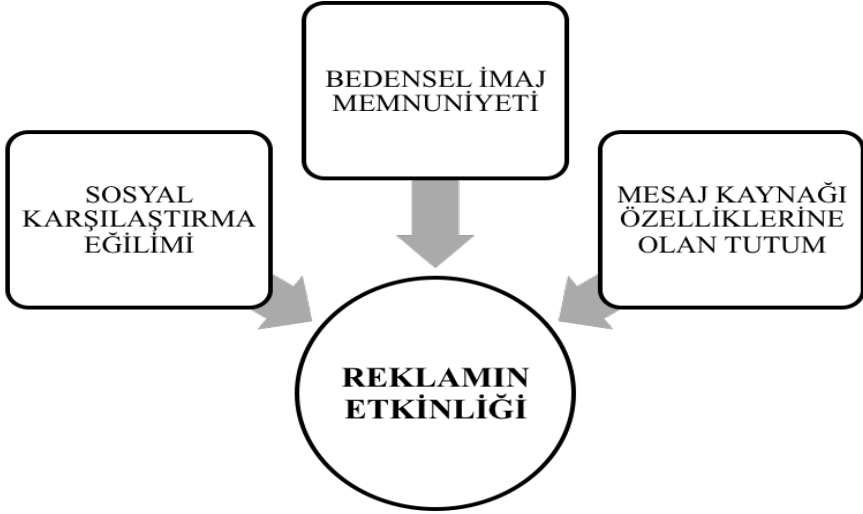 BEDENSEL İMAJ
MEMNUNİYETİ
SOSYAL
KARŞILAŞTIRMA
EĞİLİMİ
MESAJ KAYNAĞI
ÖZELLİKLERİNE
OLAN TUTUM
REKLAMIN
ETKİNLİĞİ